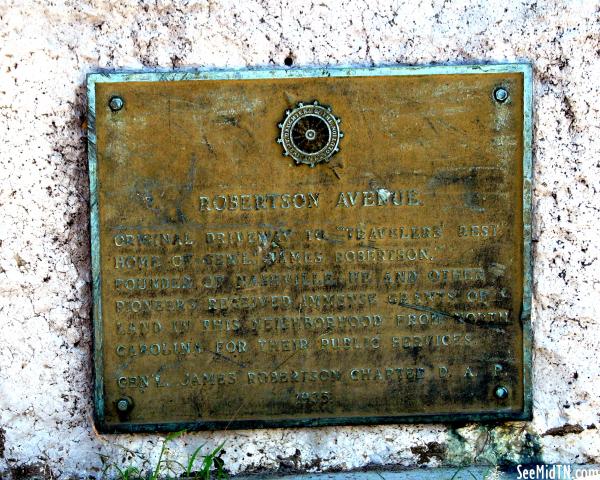 ROBERTSON AVENUE
ORIGINAL DRIVEWAY TO "TRAVELERS' REST"
HOME OF GEN'L. JAMES ROBERTSON,
FOUNDER OF NASHVILLE. HE AND OTHER
PIONEERS RECEIVED IMMENSE GRANTS OF
LAND IN THIS NEIGHBORHOOD FROM NORTH
CAROLINA FOR THEIR PUBLIC SERVICES.
GEN'L. JAMES ROBERTSON CHAPTER D. A. R.
1935
SeeMidTN.com